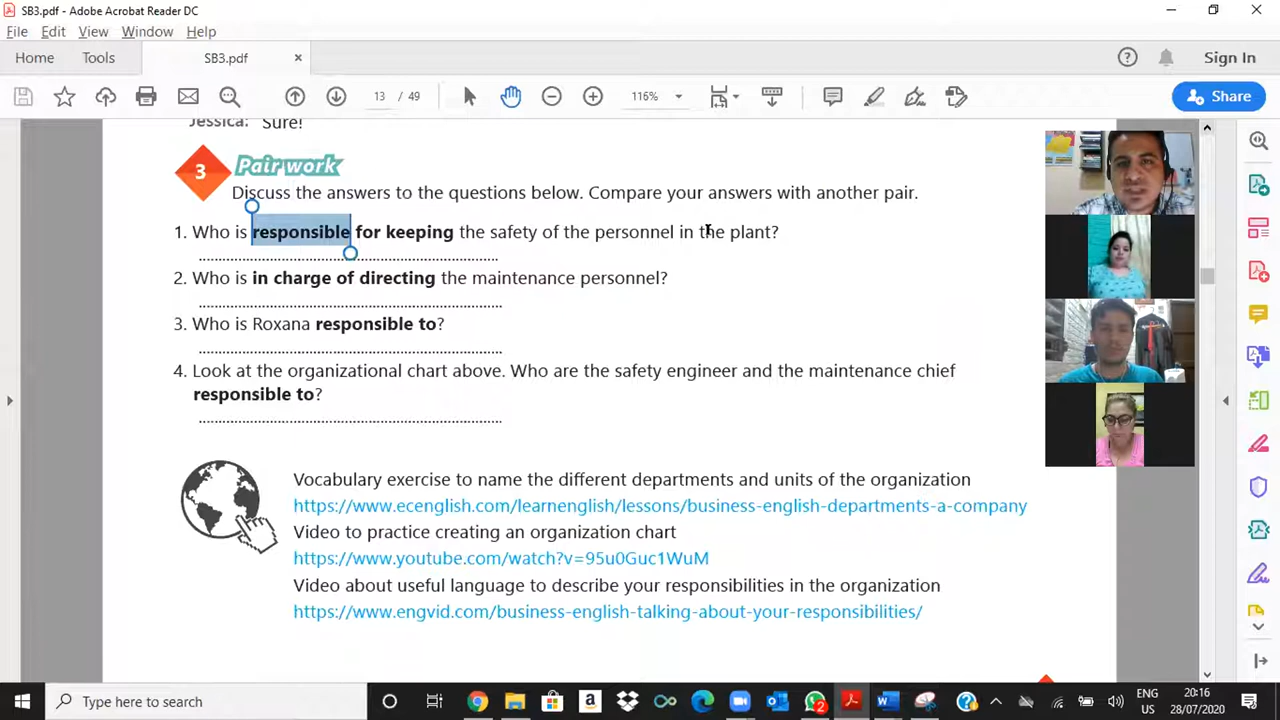 SB3.pdf - Adobe Acrobat Reader DC
File Edit View Window Help
Home Tools SB3.pdf × Sign In
13 / 49 116% Share
Jessica: Sure!
3 Pair work
Discuss the answers to the questions below. Compare your answers with another pair.
1. Who is responsible for keeping the safety of the personnel in the plant?
2. Who is in charge of directing the maintenance personnel?
3. Who is Roxana responsible to?
4. Look at the organizational chart above. Who are the safety engineer and the maintenance chief
responsible to?
Vocabulary exercise to name the different departments and units of the organization
https://www.ecenglish.com/learnenglish/lessons/business-english-departments-a-company
Video to practice creating an organization chart
https://www.youtube.com/watch?v=95u0Guc1WuM
Video about useful language to describe your responsibilities in the organization
https://www.engvid.com/business-english-talking-about-your-responsibilities/
Type here to search
2
ENG 20:16
US 28/07/2020